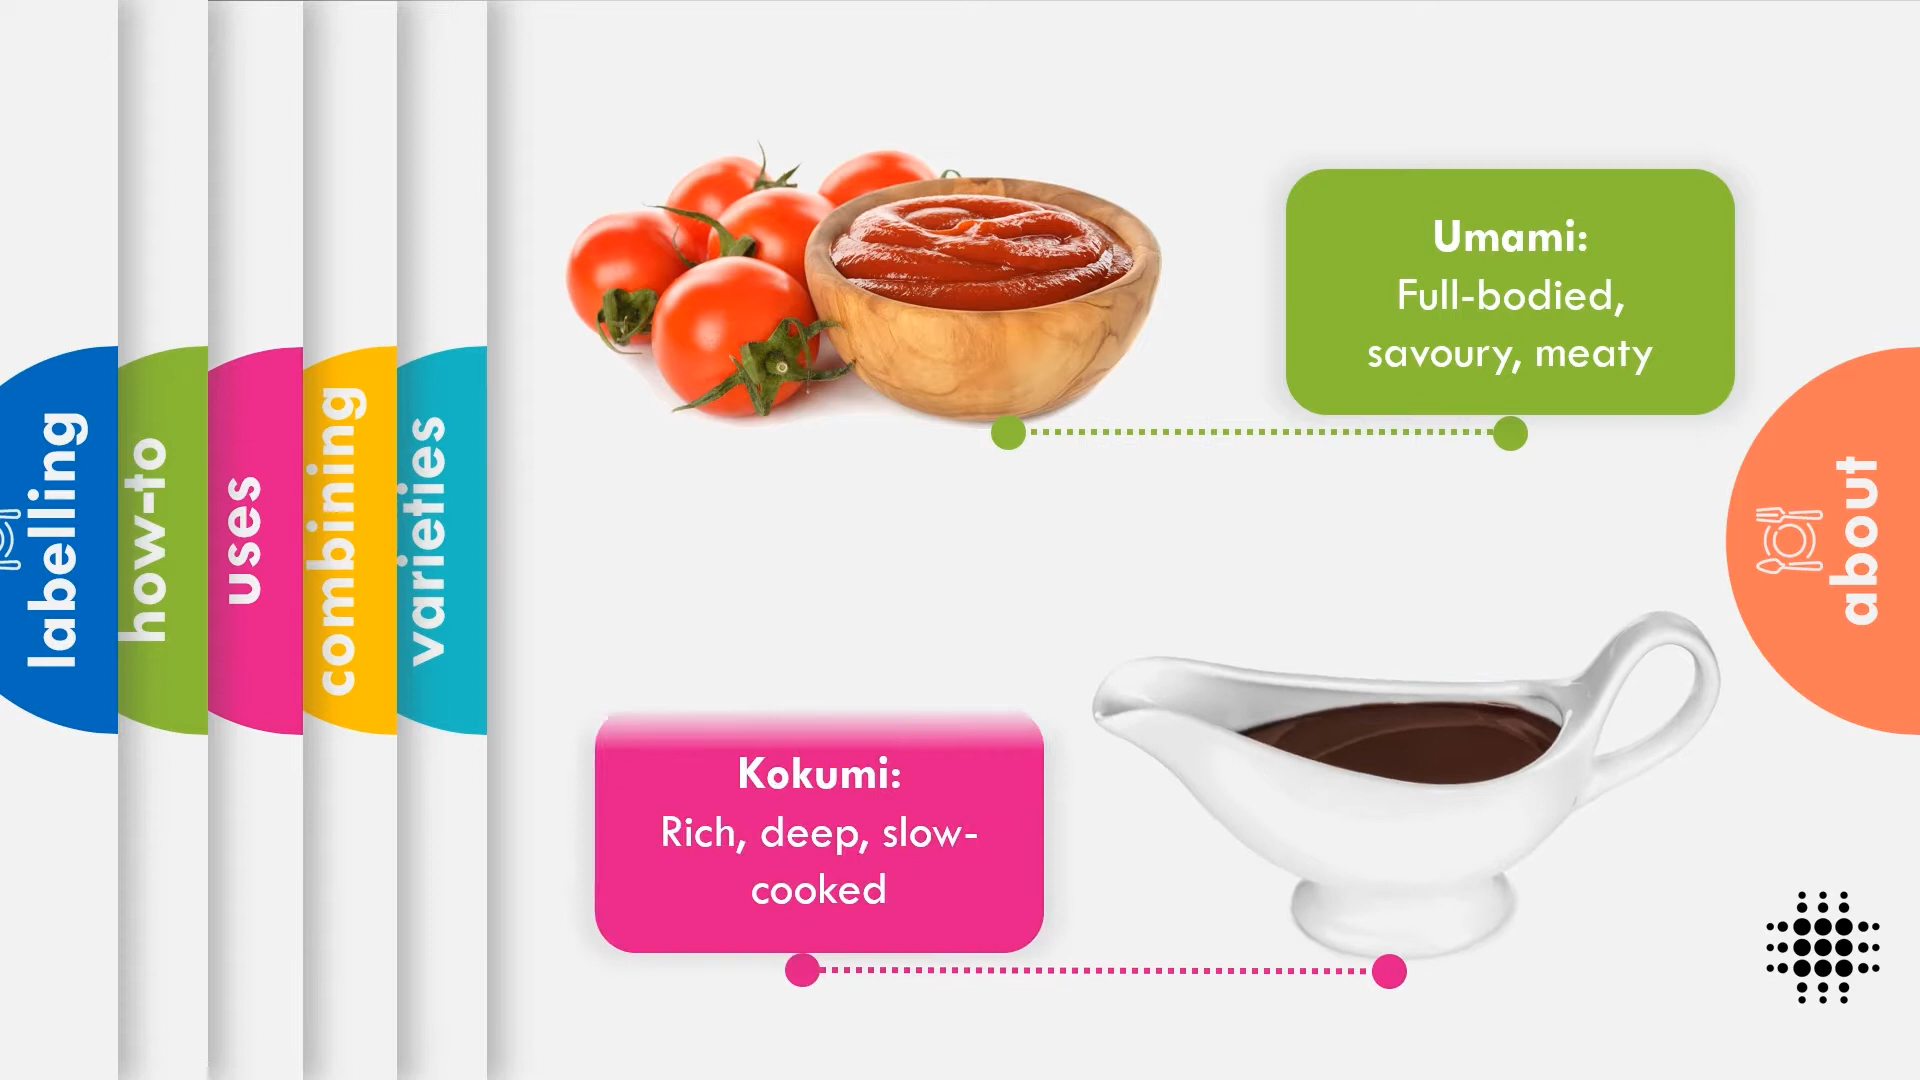 labelling
how-to
uses
combining
varieties
Umami:
Full-bodied,
savoury, meaty
about
Kokumi:
Rich, deep, slow-
cooked